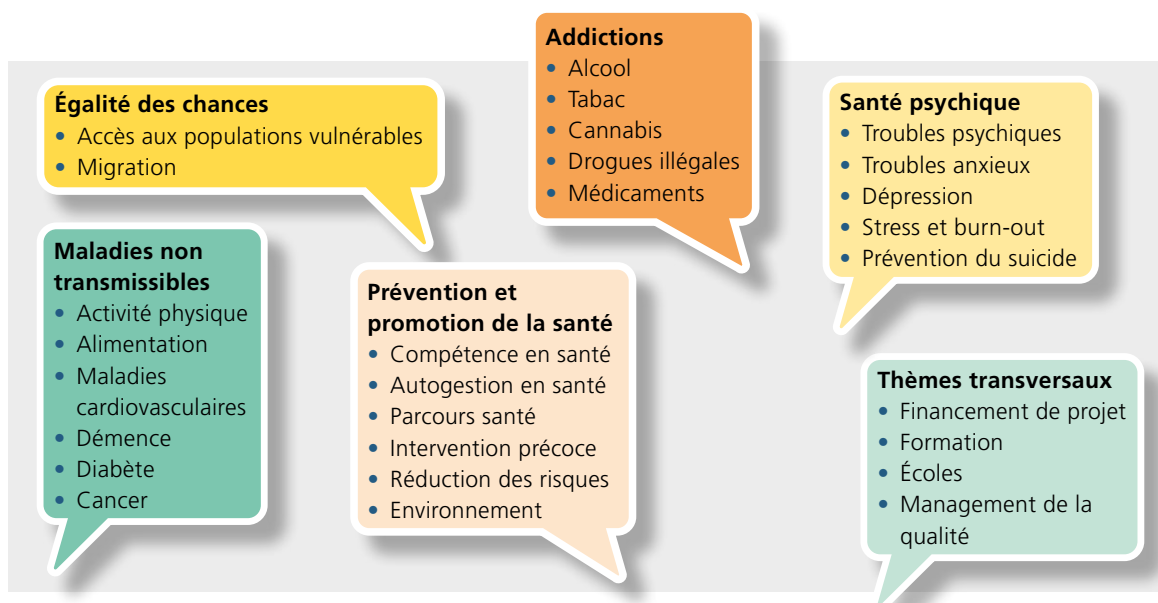 Égalité des chances
• Accès aux populations vulnérables
• Migration
Addictions
• Alcool
• Tabac
• Cannabis
• Drogues illégales
• Médicaments
Santé psychique
• Troubles psychiques
• Troubles anxieux
• Dépression
• Stress et burn-out
• Prévention du suicide
Maladies non
transmissibles
• Activité physique
• Alimentation
• Maladies
cardiovasculaires
• Démence
• Diabète
• Cancer
Prévention et
promotion de la santé
• Compétence en santé
• Autogestion en santé
• Parcours santé
• Intervention précoce
• Réduction des risques
• Environnement
Thèmes transversaux
• Financement de projet
• Formation
• Écoles
• Management de la
qualité